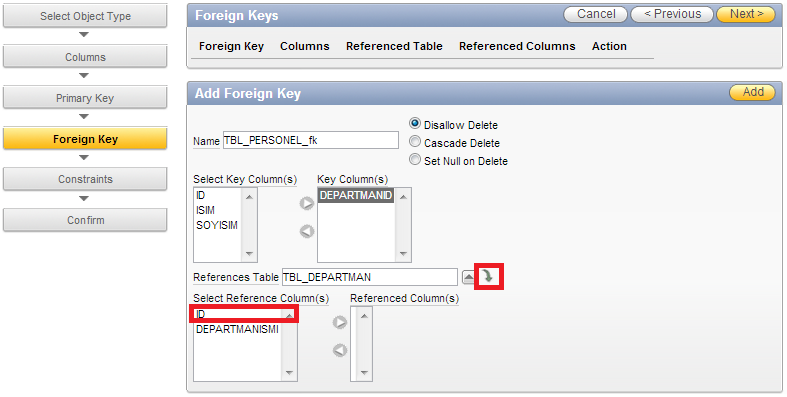 Select Object Type
Columns
Primary Key
Foreign Key
Constraints
Confirm
Foreign Keys
Cancel
< Previous
Next >
Foreign Key Columns Referenced Table Referenced Columns Action
Add Foreign Key
Add
Name TBL_PERSONEL_fk
Disallow Delete
Cascade Delete
Set Null on Delete
Select Key Column(s)
ID
ISIM
SOYISIM
Key Column(s)
DEPARTMANID
References Table TBL_DEPARTMAN
Select Reference Column(s)
ID
DEPARTMANISMI
Referenced Column(s)